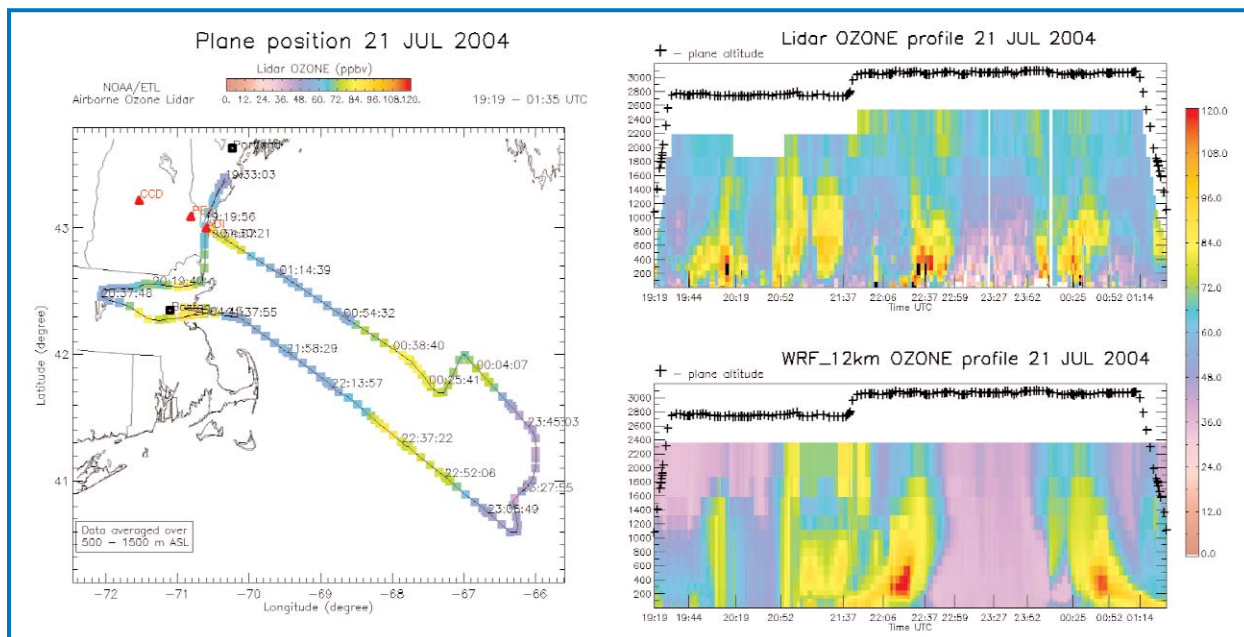 Plane position 21 JUL 2004
Lidar OZONE (ppbv)
NOAA/ETL
Airborne Ozone Lidar
19:19 – 01:35 UTC
0. 12. 24. 36. 48. 60. 72. 84. 96.108.120.
Portland
19:33:03
CCD
19:19:56
43
01:14:39
20:19:4
20:37:48
Boston
37:55
00:54:32
21:58:29
00:38:40
42
00:04:07
22:13:57
00:25:41
22:37:22
23:45:03
22:52:06
41
23:27:55
23:05:49
Data averaged over
500 – 1500 m ASL
Latitude (degree)
−72 −71 −70 −69 −68 −67 −66
Longitude (degree)
Lidar OZONE profile 21 JUL 2004
+ – plane altitude
3000
2800
2600
2400
2200
2000
1800
1600
1400
1200
1000
800
600
400
200
19:19 19:44 20:19 20:52 21:37 22:06 22:37 22:59 23:27 23:52 00:25 00:52 01:14
Time UTC
WRF_12km OZONE profile 21 JUL 2004
+ – plane altitude
3000
2800
2600
2400
2200
2000
1800
1600
1400
1200
1000
800
600
400
200
19:19 19:44 20:19 20:52 21:37 22:06 22:37 22:59 23:27 23:52 00:25 00:52 01:14
Time UTC
120.0
108.0
96.0
84.0
72.0
60.0
48.0
36.0
24.0
12.0
0.0